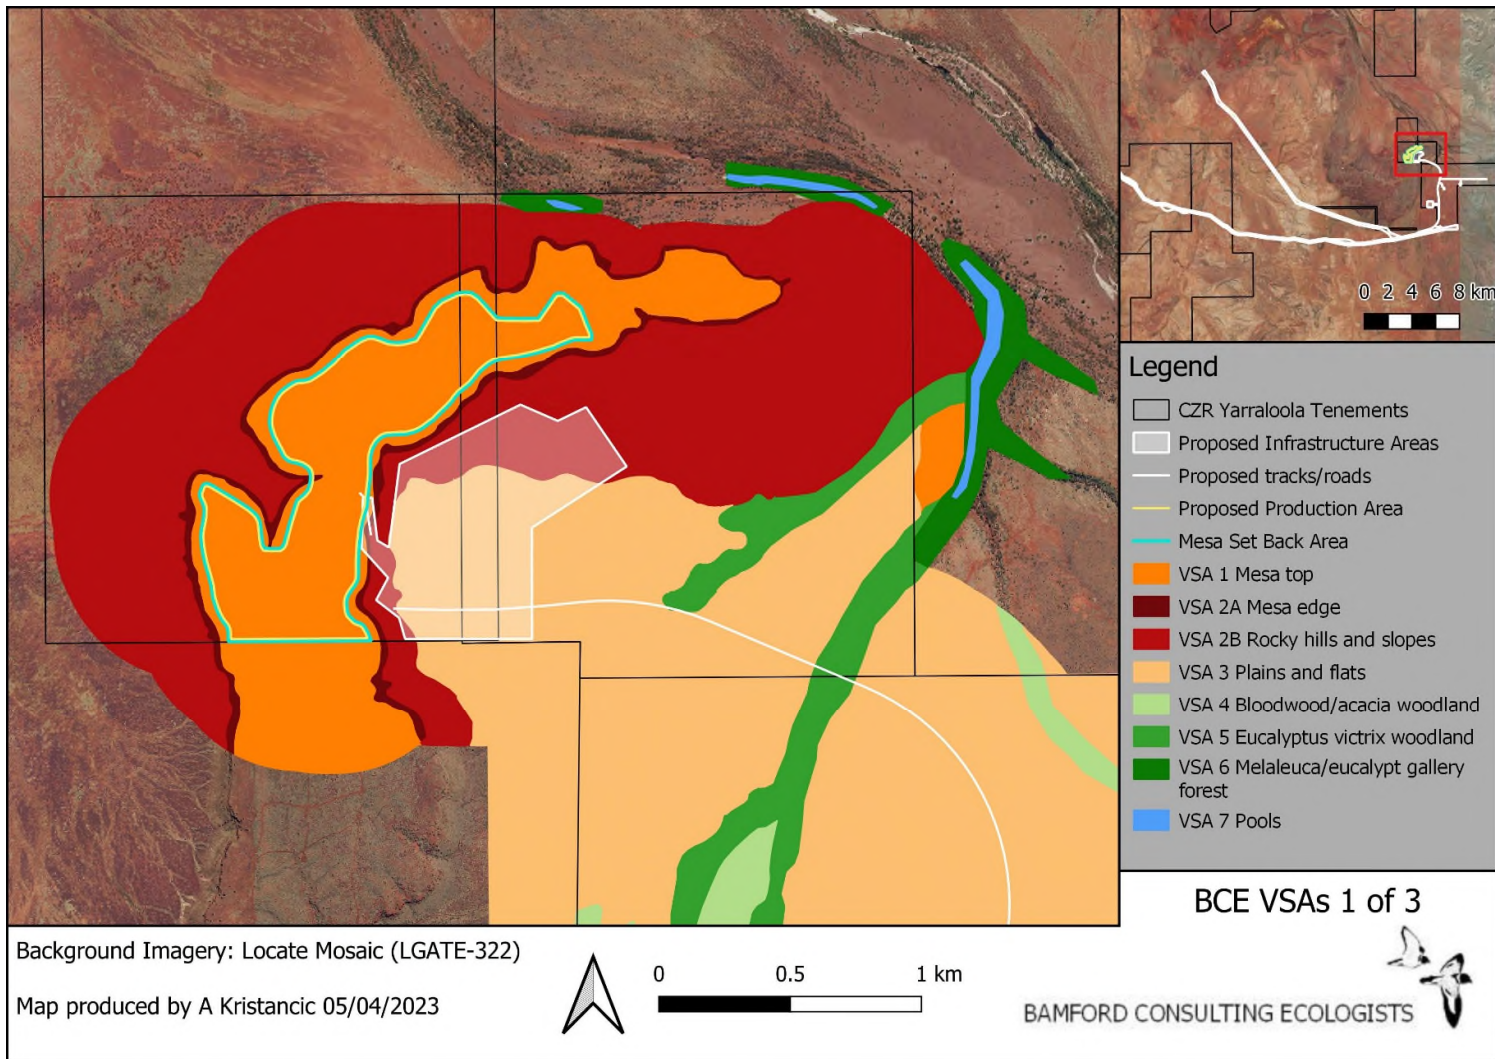 0 2 4 6 8 km
Legend
CZR Yarraloola Tenements
Proposed Infrastructure Areas
Proposed tracks/roads
Proposed Production Area
Mesa Set Back Area
VSA 1 Mesa top
VSA 2A Mesa edge
VSA 2B Rocky hills and slopes
VSA 3 Plains and flats
VSA 4 Bloodwood/acacia woodland
VSA 5 Eucalyptus victrix woodland
VSA 6 Melaleuca/eucalypt gallery
forest
VSA 7 Pools
BCE VSAs 1 of 3
Background Imagery: Locate Mosaic (LGATE-322)
Map produced by A Kristancic 05/04/2023
0 0.5 1 km
BAMFORD CONSULTING ECOLOGISTS